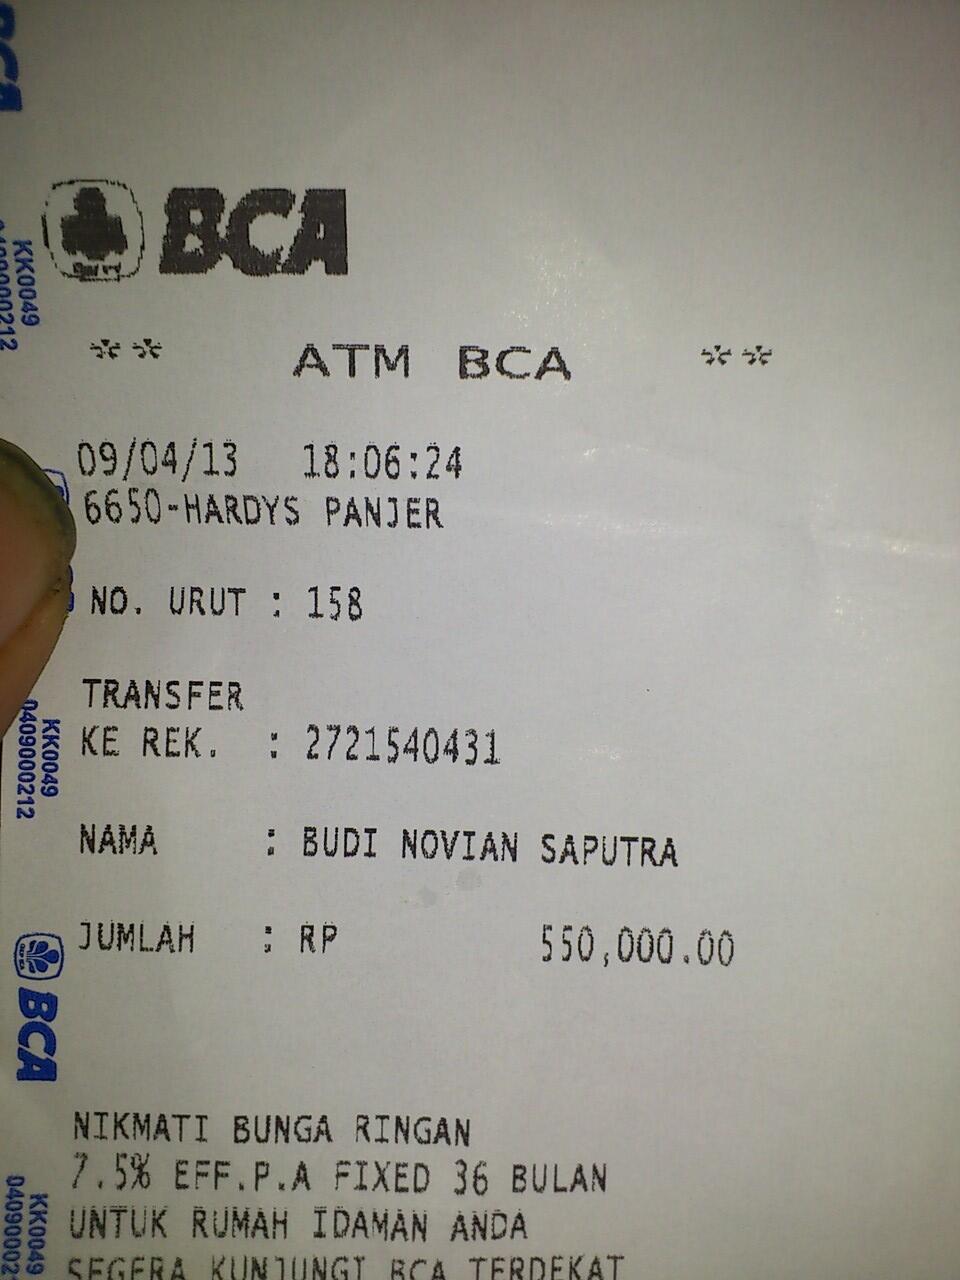 BCA
** ATM BCA **
09/04/13 18:06:24
6650-HARDYS PANJER
NO. URUT : 158
TRANSFER
KE REK. : 2721540431
NAMA : BUDI NOVIAN SAPUTRA
JUMLAH : RP 550,000.00
NIKMATI BUNGA RINGAN
7.5% EFF.P.A FIXED 36 BULAN
UNTUK RUMAH IDAMAN ANDA
SEGERA KUNJUNGI BCA TERDEKAT
BCA
KK0049
KK0049
0409000212
BCA
KK0049